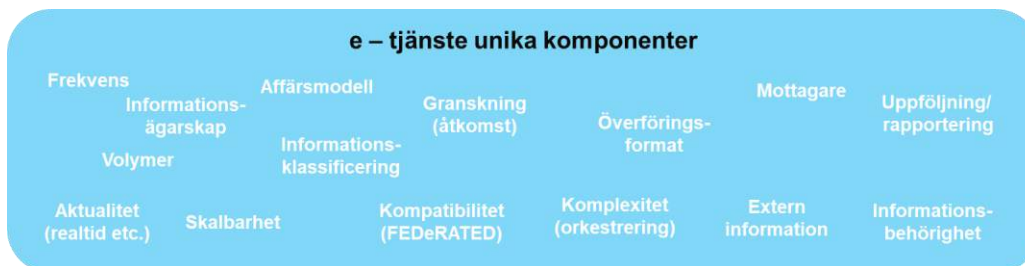 e – tjänste unika komponenter
Frekvens
Informations-
ägarskap
Volymer
Affärsmodell
Informations-
klassificering
Granskning
(åtkomst)
Överförings-
format
Mottagare
Uppföljning/
rapportering
Aktualitet
(realtid etc.)
Skalbarhet
Kompatibilitet
(FEDeRATED)
Komplexitet
(orkestrering)
Extern
information
Informations-
behörighet